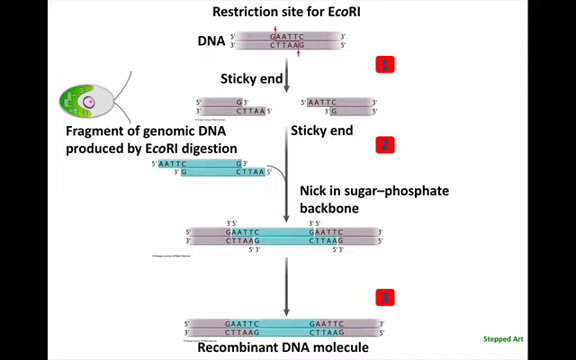 Restriction site for EcoRI
DNA
5' GAATTC 3'
3' CTTAAG 5'
1
Sticky end
5' G 3'
3' CTTAA 5'
5' AATTC 3'
3' G 5'
Sticky end
2
Fragment of genomic DNA
produced by EcoRI digestion
5' AATTC G 3'
3' G CTTAA 5'
Nick in sugar–phosphate
backbone
3' 5' 3' 5'
5' GAATTC GAATTC 3'
3' CTTAAG CTTAAG 5'
5' 3' 5' 3'
3
5' GAATTC GAATTC 3'
3' CTTAAG CTTAAG 5'
Recombinant DNA molecule
Stepped Art